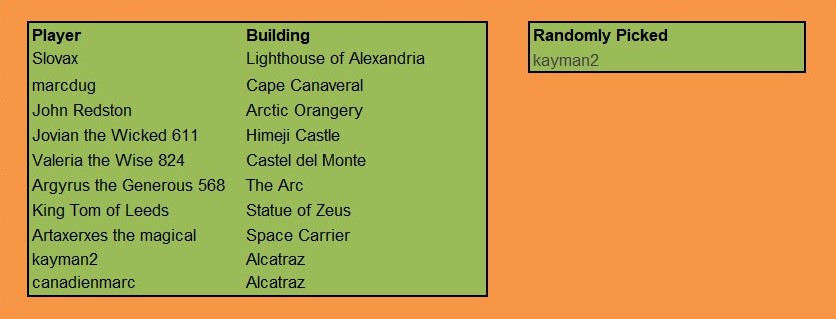 Player Building
Slovax Lighthouse of Alexandria
marcdug Cape Canaveral
John Redston Arctic Orangery
Jovian the Wicked 611 Himeji Castle
Valeria the Wise 824 Castel del Monte
Argyrus the Generous 568 The Arc
King Tom of Leeds Statue of Zeus
Artaxerxes the magical Space Carrier
kayman2 Alcatraz
canadienmarc Alcatraz
Randomly Picked
kayman2